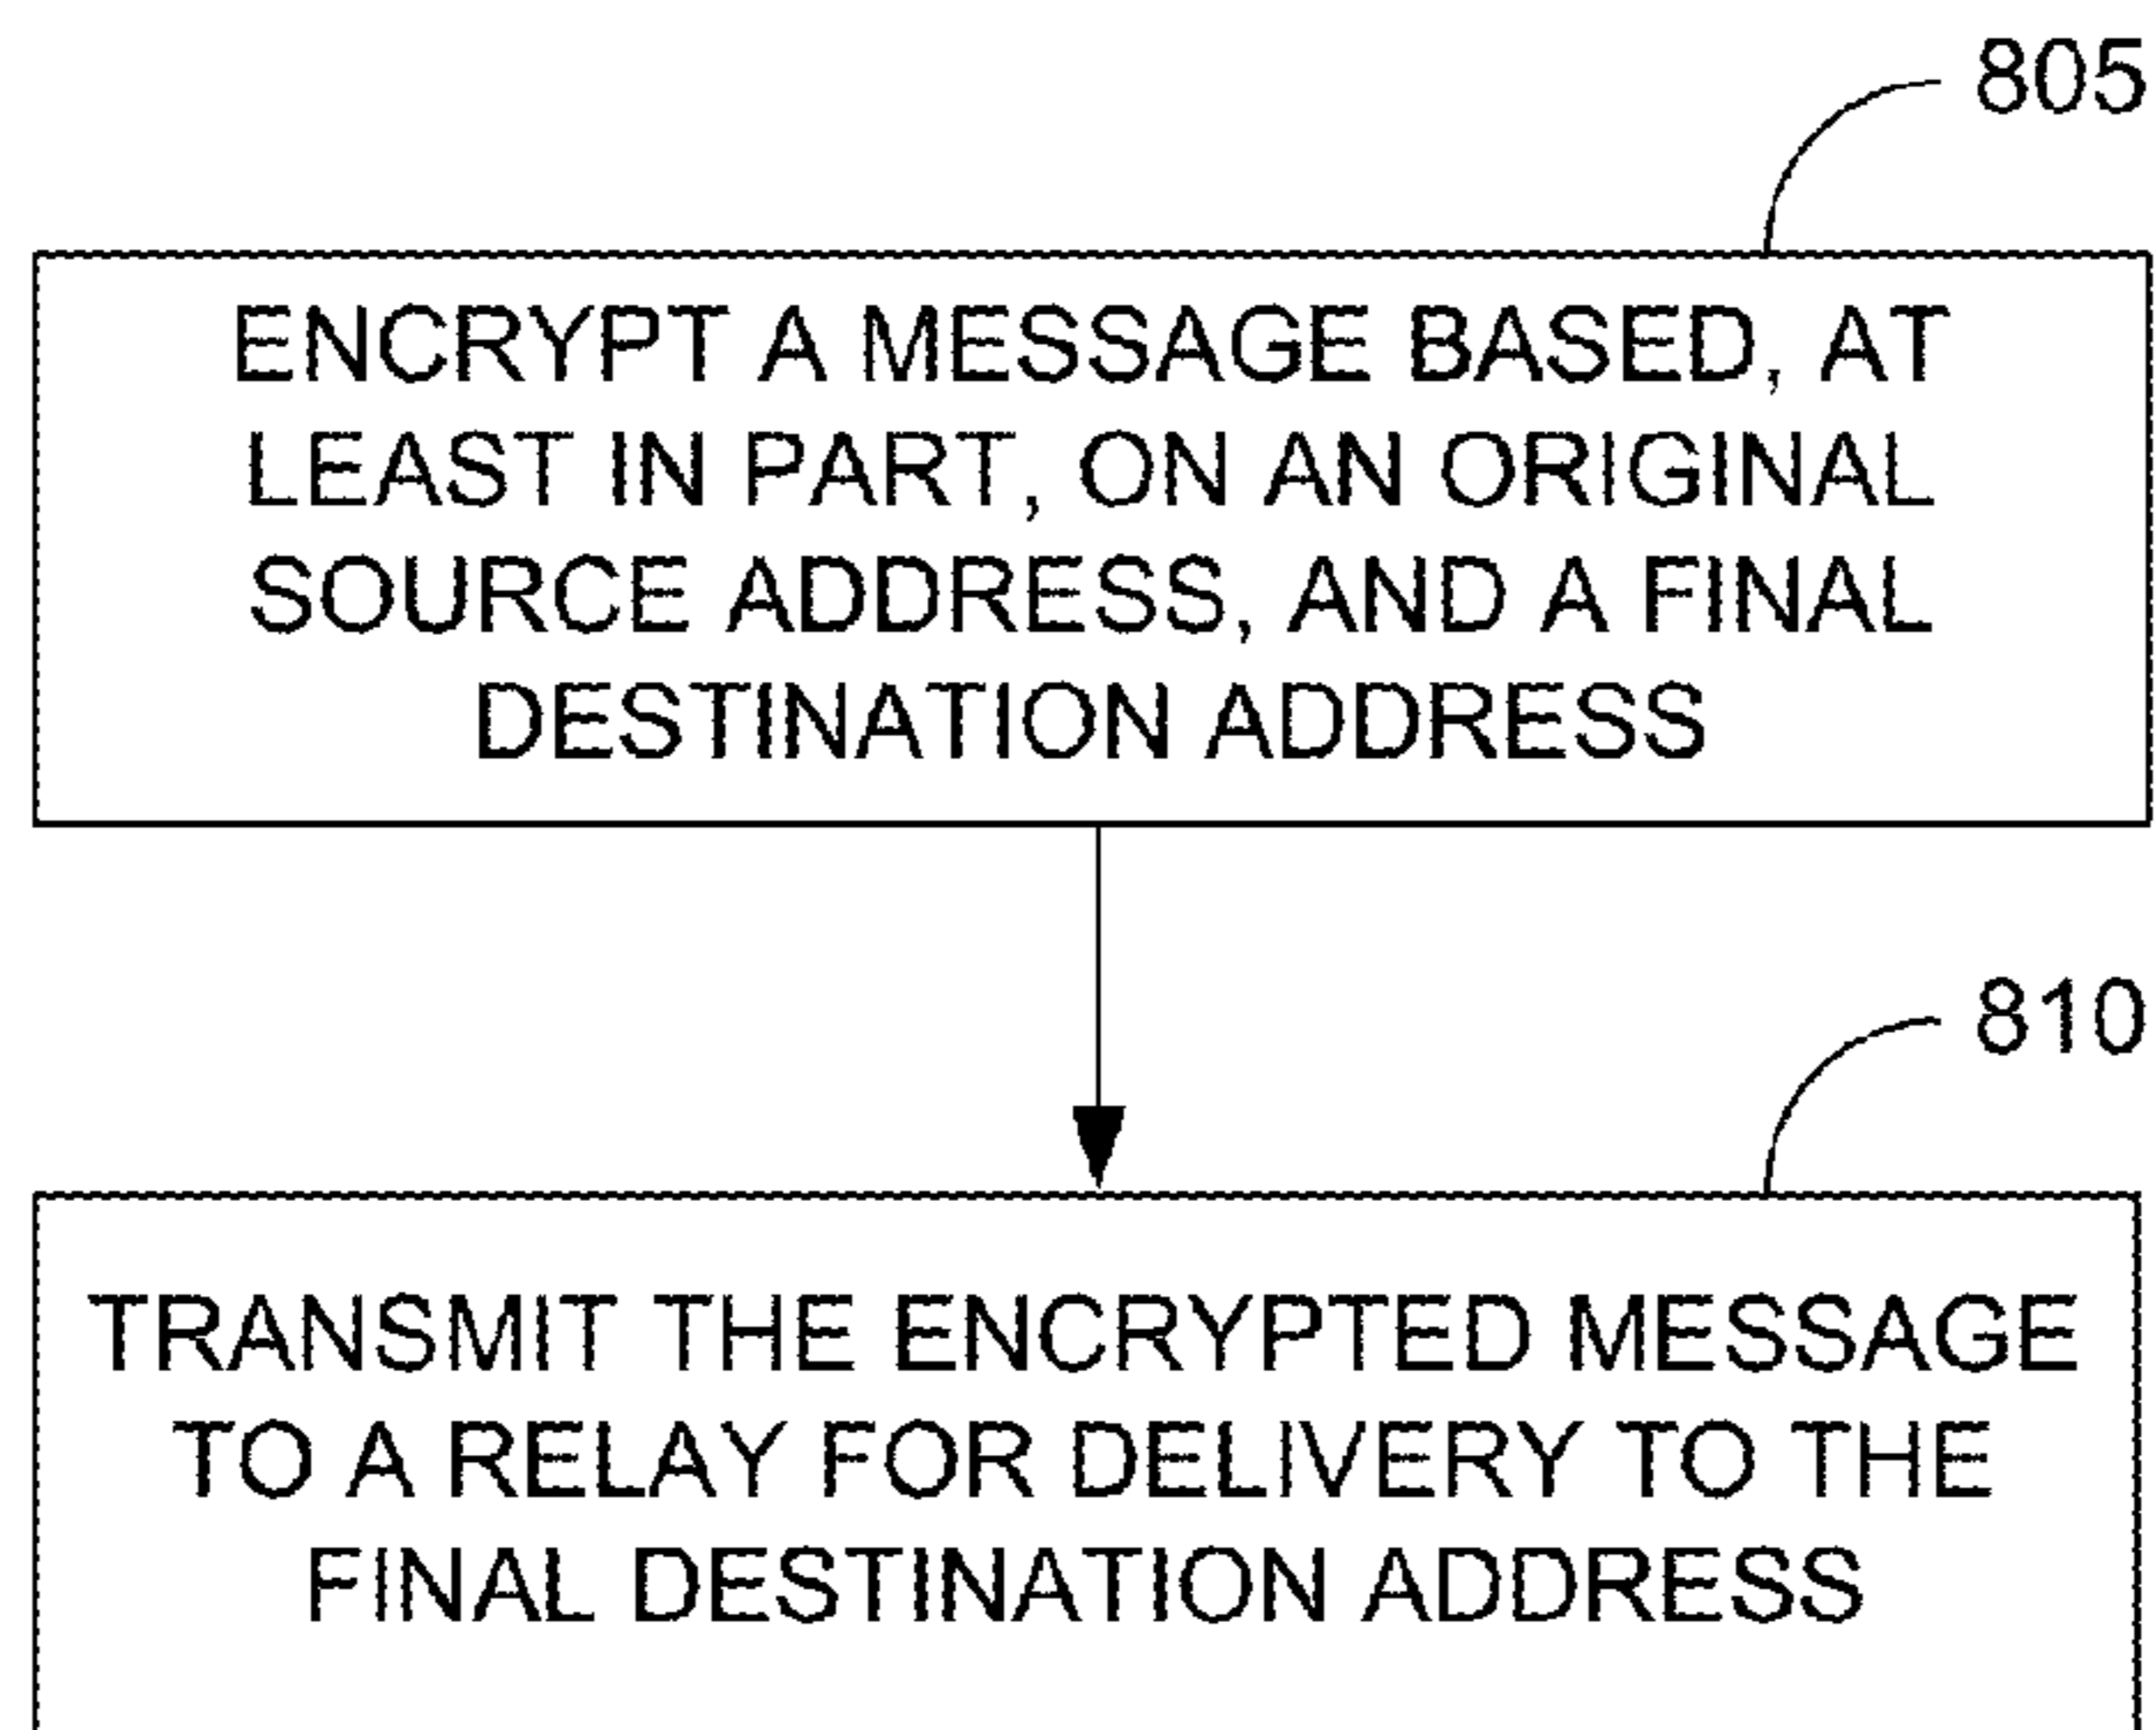 805
ENCRYPT A MESSAGE BASED, AT
LEAST IN PART, ON AN ORIGINAL
SOURCE ADDRESS, AND A FINAL
DESTINATION ADDRESS
810
TRANSMIT THE ENCRYPTED MESSAGE
TO A RELAY FOR DELIVERY TO THE
FINAL DESTINATION ADDRESS